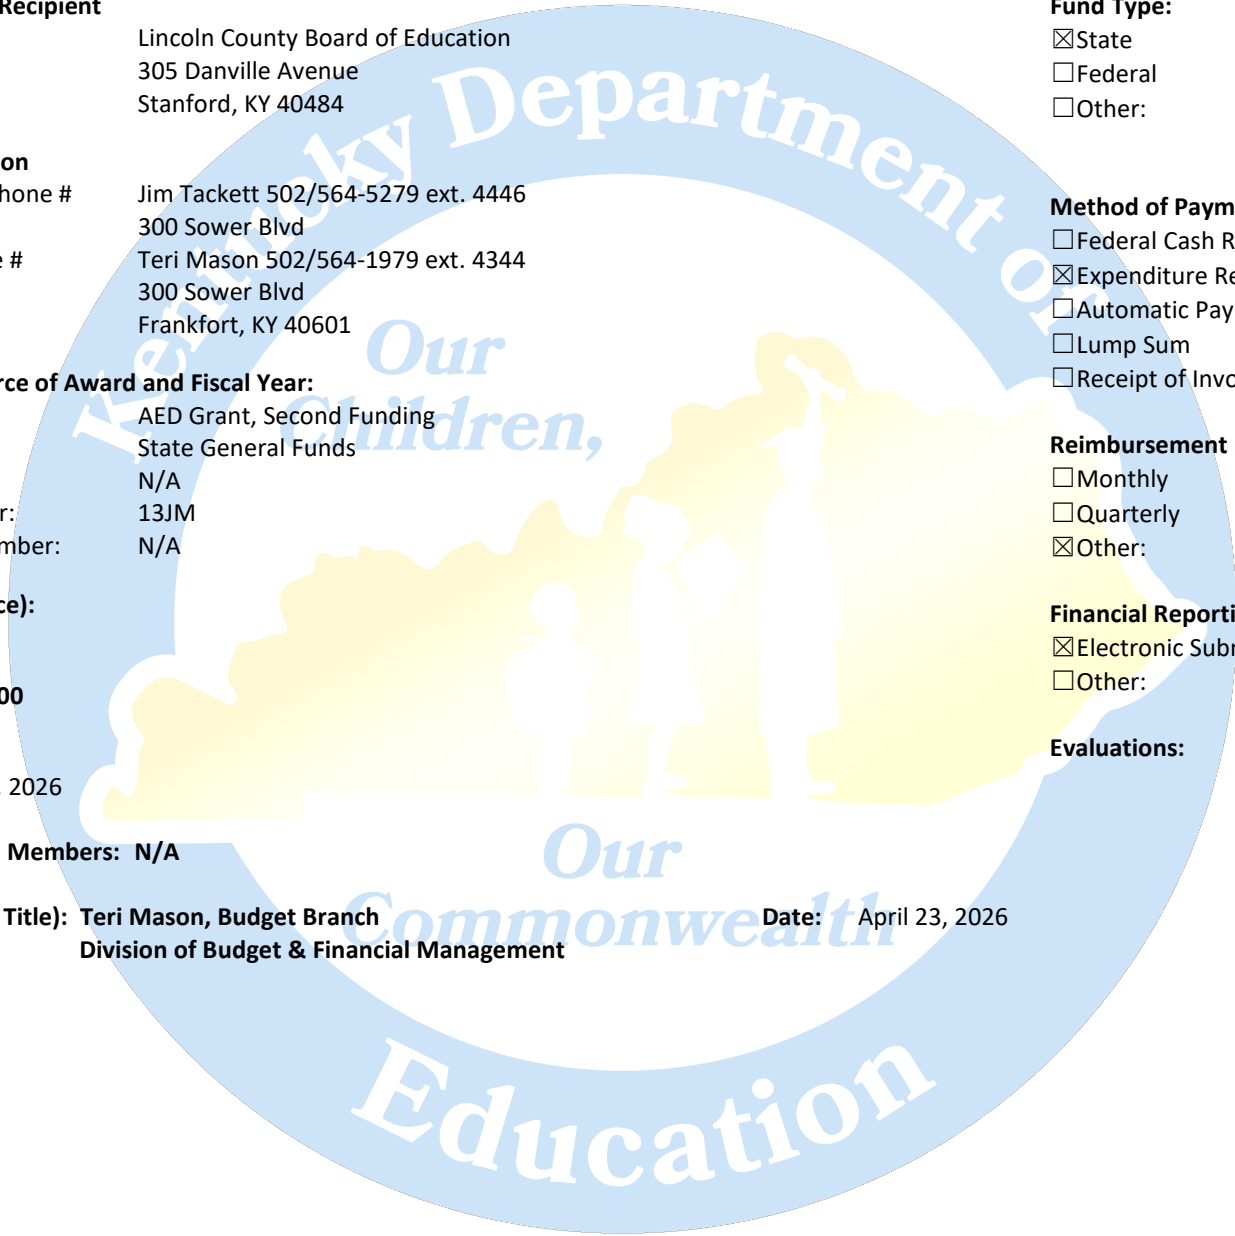 Recipient
Lincoln County Board of Education
305 Danville Avenue
Stanford, KY 40484
on
hone # Jim Tackett 502/564-5279 ext. 4446
300 Sower Blvd
e # Teri Mason 502/564-1979 ext. 4344
300 Sower Blvd
Frankfort, KY 40601
rce of Award and Fiscal Year:
AED Grant, Second Funding
State General Funds
N/A
r: 13JM
mber: N/A
ce):
00
, 2026
Members: N/A
Title): Teri Mason, Budget Branch Date: April 23, 2026
Division of Budget & Financial Management
Fund Type:
☒State
☐Federal
☐Other:
Method of Paym
☐Federal Cash R
☒Expenditure Re
☐Automatic Pay
☐Lump Sum
☐Receipt of Invo
Reimbursement
☐Monthly
☐Quarterly
☒Other:
Financial Reporti
☒Electronic Subr
☐Other:
Evaluations:
Kentucky Department of
Education
Our
Children,
Our
Commonwealth